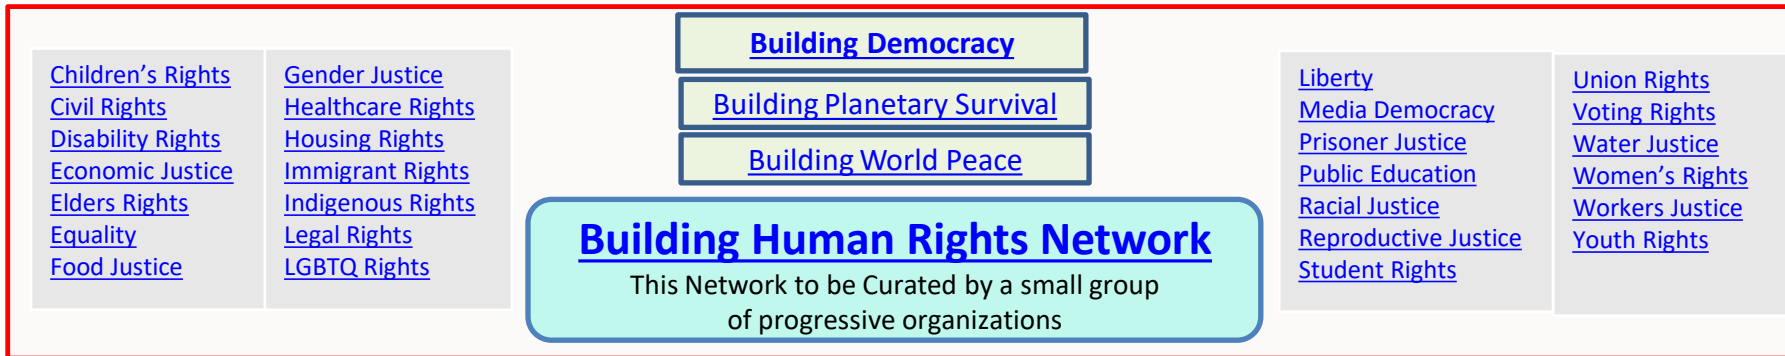 Children’s Rights
Civil Rights
Disability Rights
Economic Justice
Elders Rights
Equality
Food Justice
Gender Justice
Healthcare Rights
Housing Rights
Immigrant Rights
Indigenous Rights
Legal Rights
LGBTQ Rights
Building Democracy
Building Planetary Survival
Building World Peace
Building Human Rights Network
This Network to be Curated by a small group
of progressive organizations
Liberty
Media Democracy
Prisoner Justice
Public Education
Racial Justice
Reproductive Justice
Student Rights
Union Rights
Voting Rights
Water Justice
Women’s Rights
Workers Justice
Youth Rights